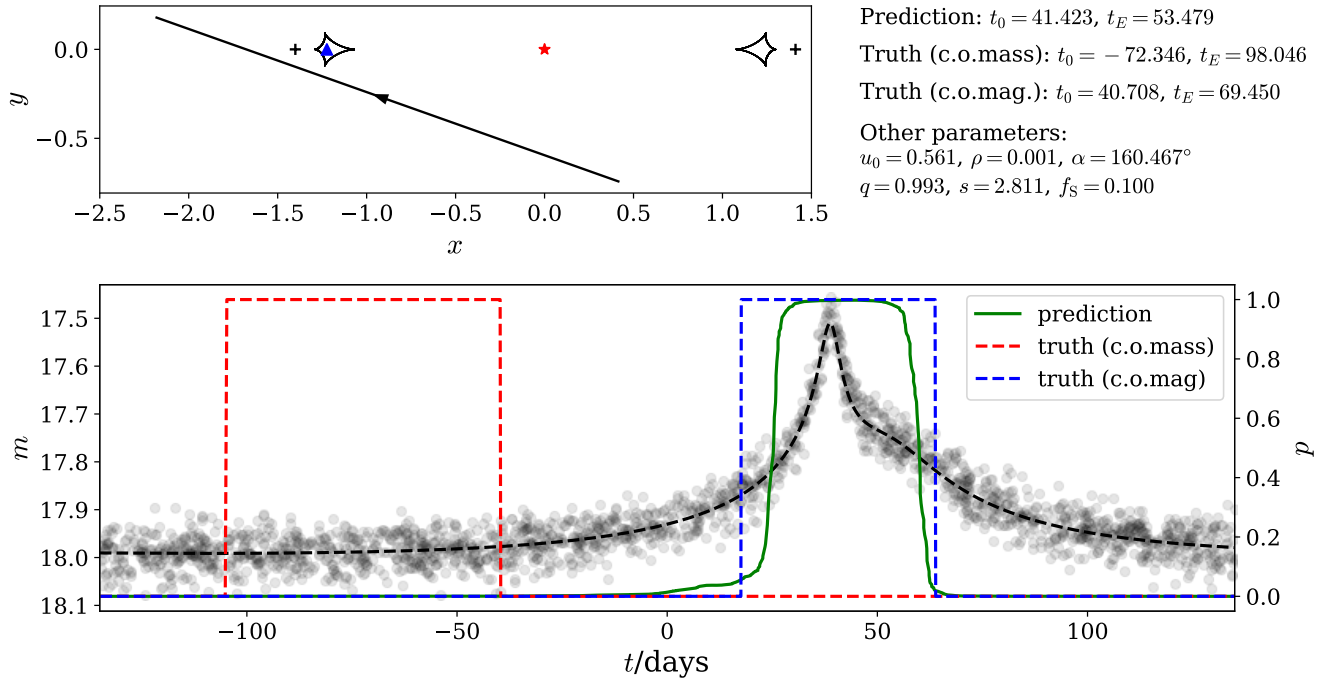 0.0
−0.5
y
−2.5 −2.0 −1.5 −1.0 −0.5 0.0 0.5 1.0 1.5
x
Prediction: t₀ = 41.423, t_E = 53.479
Truth (c.o.mass): t₀ = − 72.346, t_E = 98.046
Truth (c.o.mag.): t₀ = 40.708, t_E = 69.450
Other parameters:
u₀ = 0.561, ρ = 0.001, α = 160.467°
q = 0.993, s = 2.811, f_S = 0.100
17.5
17.6
17.7
17.8
17.9
18.0
18.1
m
prediction
truth (c.o.mass)
truth (c.o.mag)
1.0
0.8
0.6
0.4
0.2
0.0
p
−100 −50 0 50 100
t/days